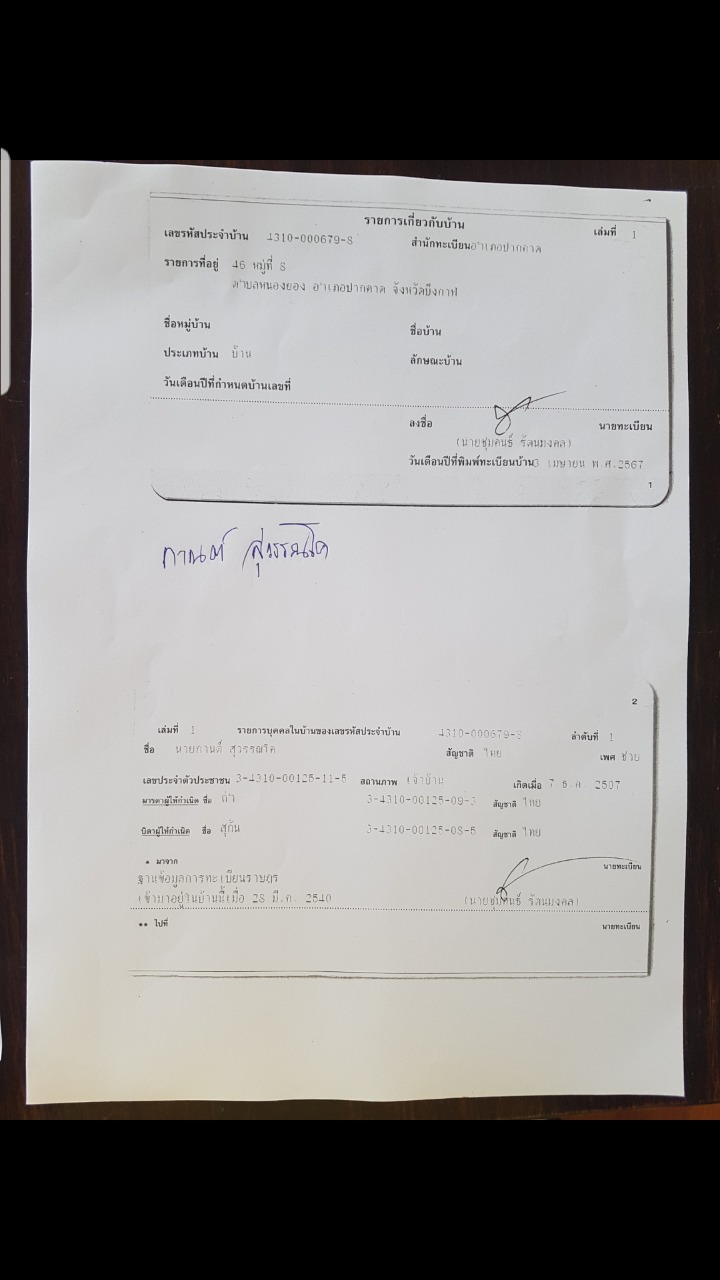 รายการเกี่ยวกับบ้าน
เล่มที่ 1
เลขรหัสประจำบ้าน 4310-000679-8 สำนักทะเบียนอำเภอปากคาด
รายการที่อยู่ 46 หมู่ที่ 8
ตำบลหนองยอง อำเภอปากคาด จังหวัดบึงกาฬ
ชื่อหมู่บ้าน ชื่อบ้าน
ประเภทบ้าน บ้าน ลักษณะบ้าน
วันเดือนปีที่กำหนดบ้านเลขที่
ลงชื่อ นายทะเบียน
(นายชุมคนธ์ รัตนมงคล)
วันเดือนปีที่พิมพ์ทะเบียนบ้าน 3 เมษายน พ.ศ.2567
1
กานต์ สุวรรณโค
2
เล่มที่ 1 รายการบุคคลในบ้านของเลขรหัสประจำบ้าน 4310-000679-8 ลำดับที่ 1
ชื่อ นายกานต์ สุวรรณโค สัญชาติ ไทย เพศ ชาย
เลขประจำตัวประชาชน 3-4310-00125-11-5 สถานภาพ เจ้าบ้าน เกิดเมื่อ 7 ธ.ค. 2507
มารดาผู้ให้กำเนิด ชื่อ 3-4310-00125-09-3 สัญชาติ ไทย
บิดาผู้ให้กำเนิด ชื่อ สุกัน 3-4310-00125-08-5 สัญชาติ ไทย
* มาจาก นายทะเบียน
ฐานข้อมูลการทะเบียนราษฎร
เข้ามาอยู่ในบ้านนี้เมื่อ 28 มี.ค. 2540 (นายชุมคนธ์ รัตนมงคล)
** ไปที่ นายทะเบียน